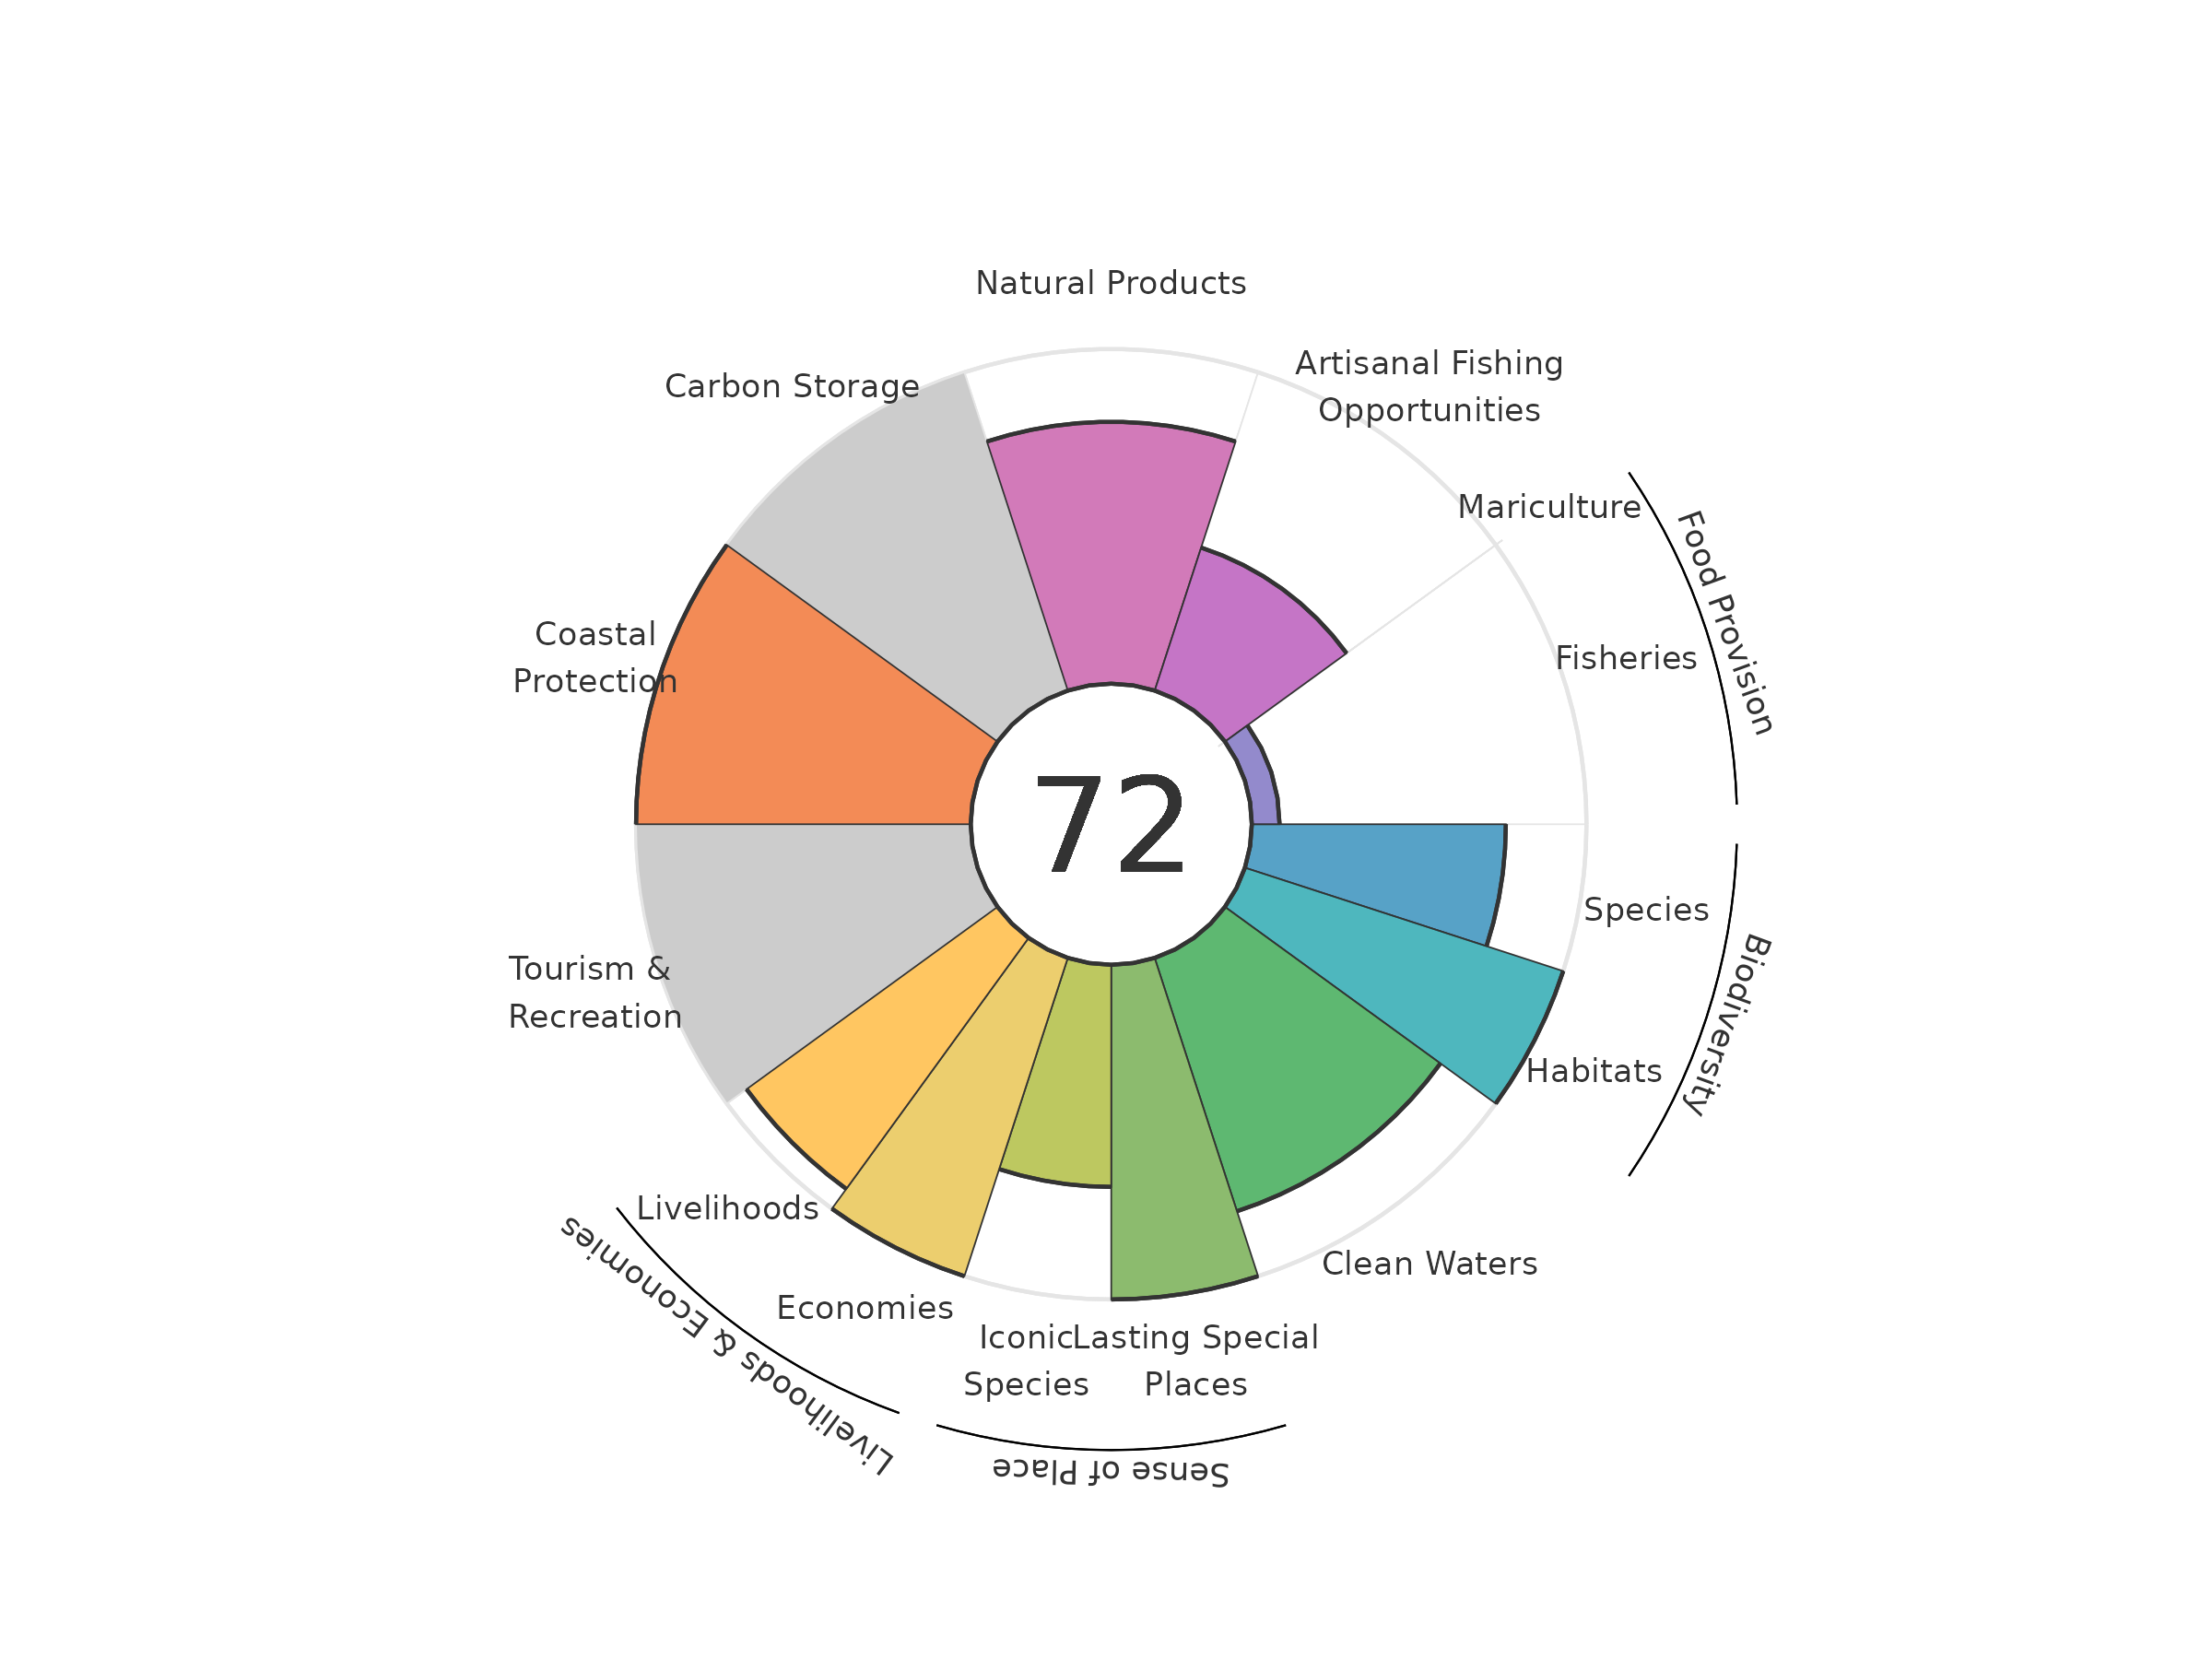 Natural Products
Carbon Storage
Artisanal Fishing
Opportunities
Mariculture
Food Provision
Fisheries
Coastal
Protection
72
Species
Biodiversity
Tourism &
Recreation
Habitats
Livelihoods
Clean Waters
Economies
Livelihoods & Economies
Iconic
Species
Lasting Special
Places
Sense of Place